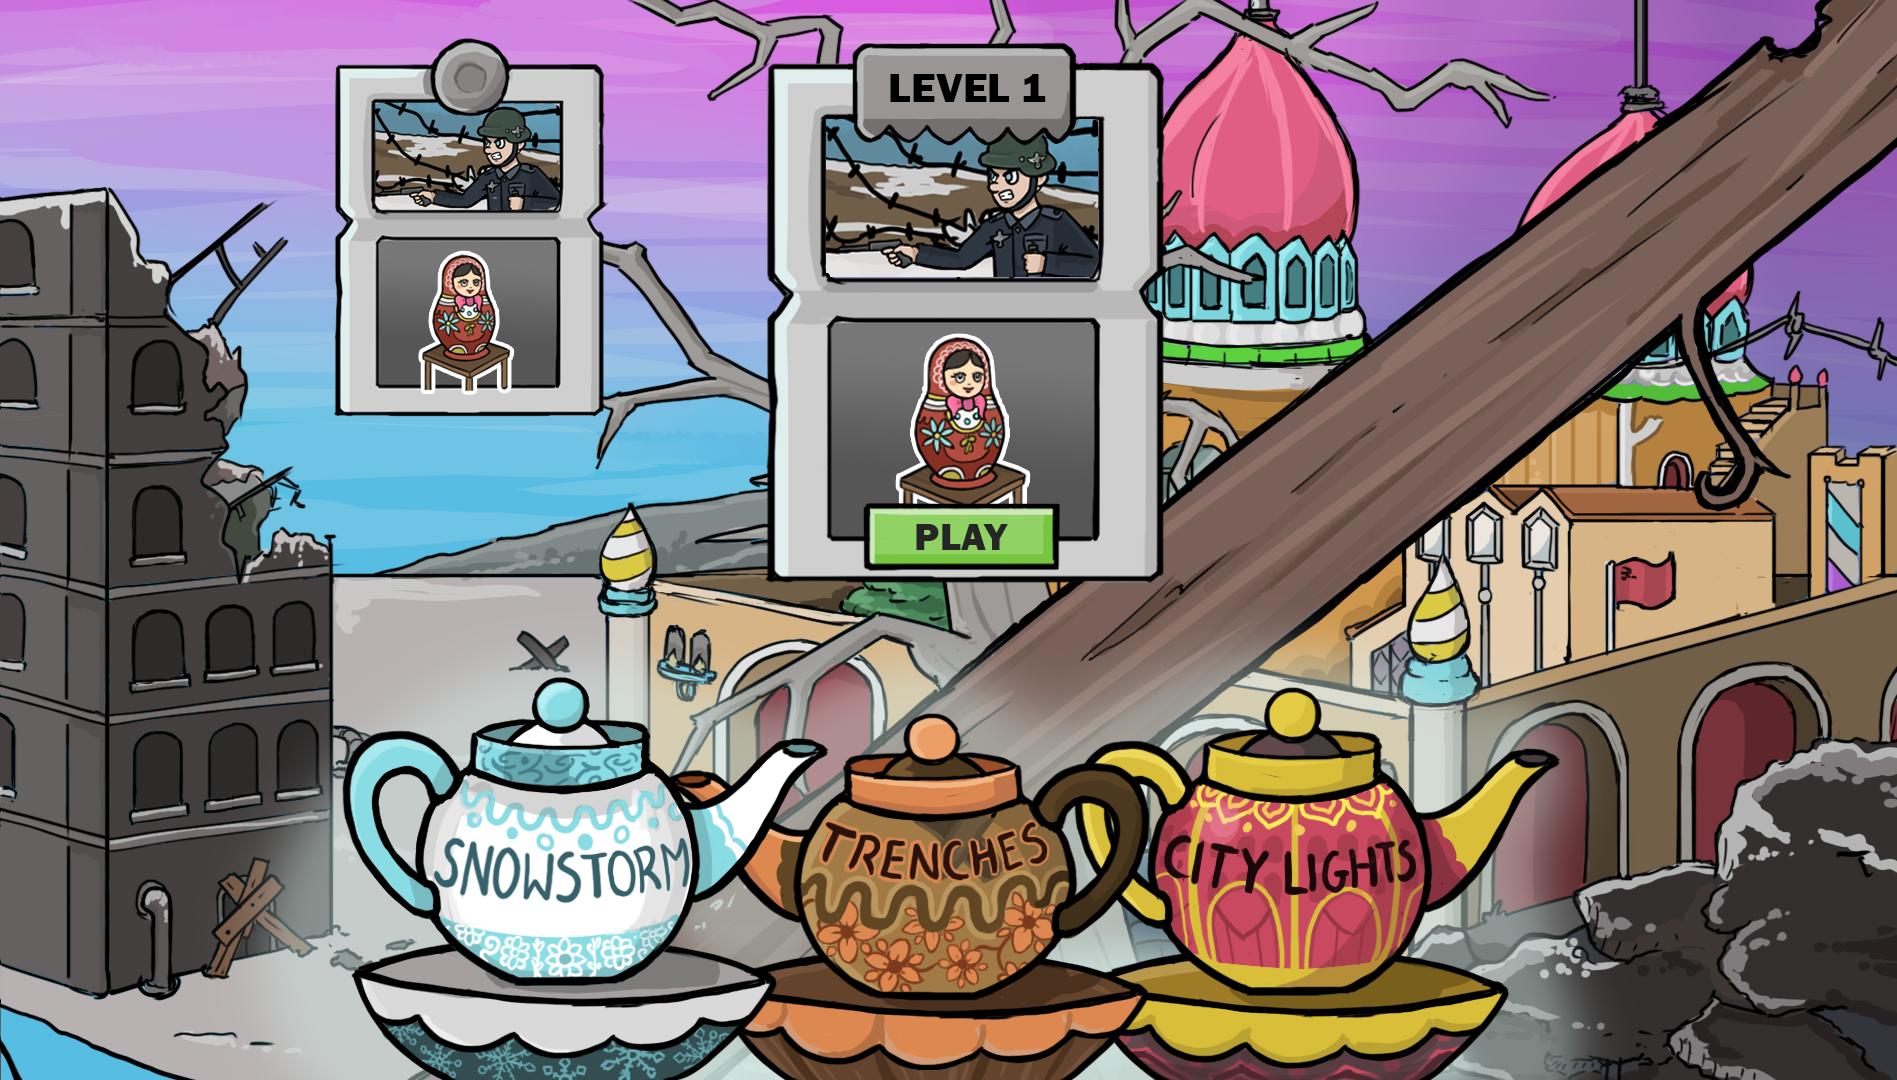 LEVEL 1
PLAY
SNOWSTORM
TRENCHES
CITY LIGHTS